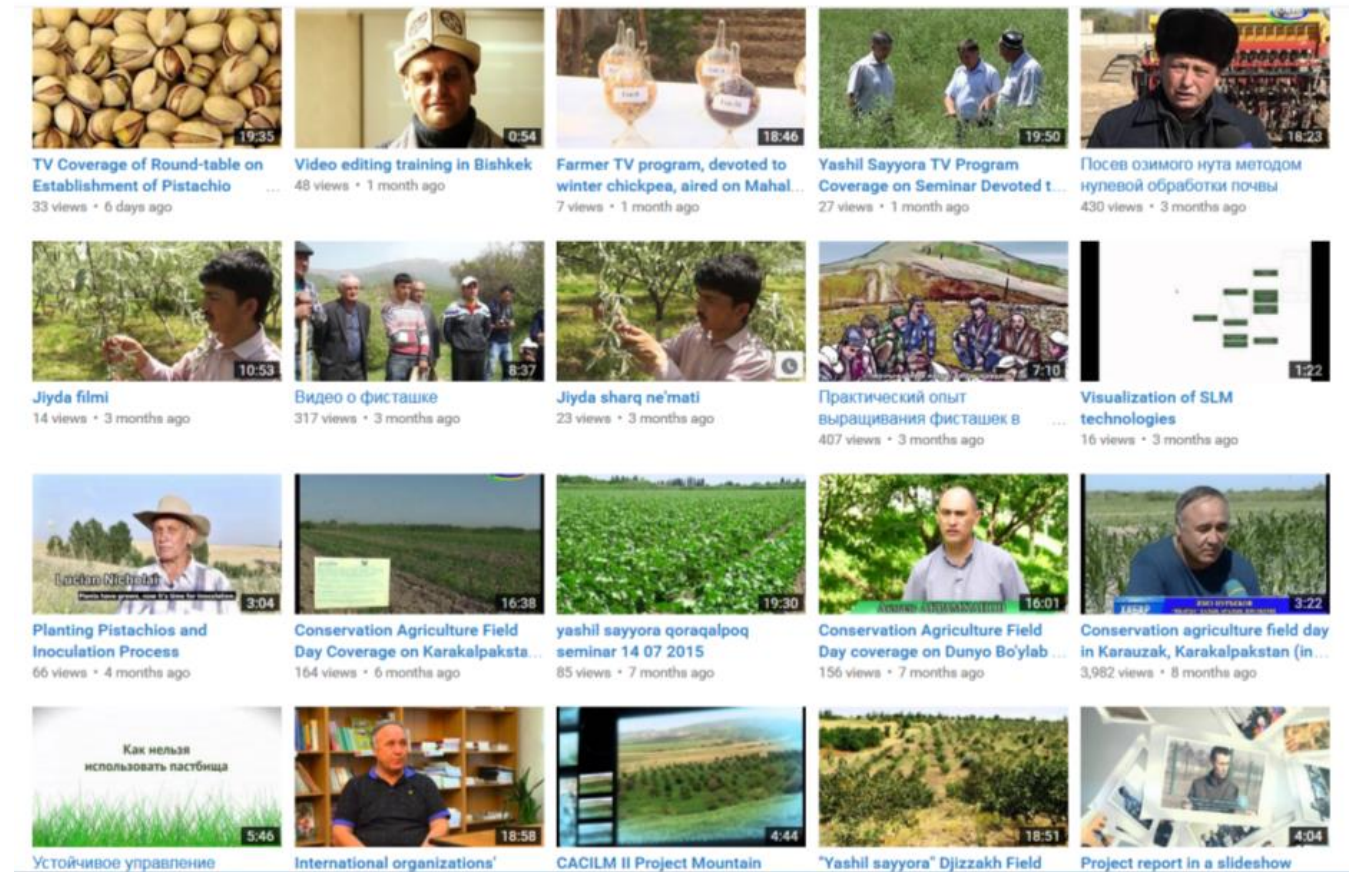 19:35
0:54
18:46
19:50
18:23
TV Coverage of Round-table on
Establishment of Pistachio ...
33 views • 6 days ago
Video editing training in Bishkek
48 views • 1 month ago
Farmer TV program, devoted to
winter chickpea, aired on Mahal...
7 views • 1 month ago
Yashil Sayyora TV Program
Coverage on Seminar Devoted t...
27 views • 1 month ago
Посев озимого нута методом
нулевой обработки почвы
430 views • 3 months ago
10:53
8:37
7:10
1:22
Jiyda filmi
14 views • 3 months ago
Видео о фисташке
317 views • 3 months ago
Jiyda sharq ne'mati
23 views • 3 months ago
Практический опыт
выращивания фисташек в ...
407 views • 3 months ago
Visualization of SLM
technologies
16 views • 3 months ago
Lucian Nicholai
Plants have grown, now it's time for inoculation.
3:04
16:38
19:30
16:01
ХАБАР
3:22
Planting Pistachios and
Inoculation Process
66 views • 4 months ago
Conservation Agriculture Field
Day Coverage on Karakalpaksta...
164 views • 6 months ago
yashil sayyora qoraqalpoq
seminar 14 07 2015
85 views • 7 months ago
Conservation Agriculture Field
Day coverage on Dunyo Bo'ylab ...
156 views • 7 months ago
Conservation agriculture field day
in Karauzak, Karakalpakstan (in...
3,982 views • 8 months ago
Как нельзя
использовать пастбища
5:46
18:58
4:44
18:51
4:04
Устойчивое управление
International organizations'
CACILM II Project Mountain
"Yashil sayyora" Djizzakh Field
Project report in a slideshow